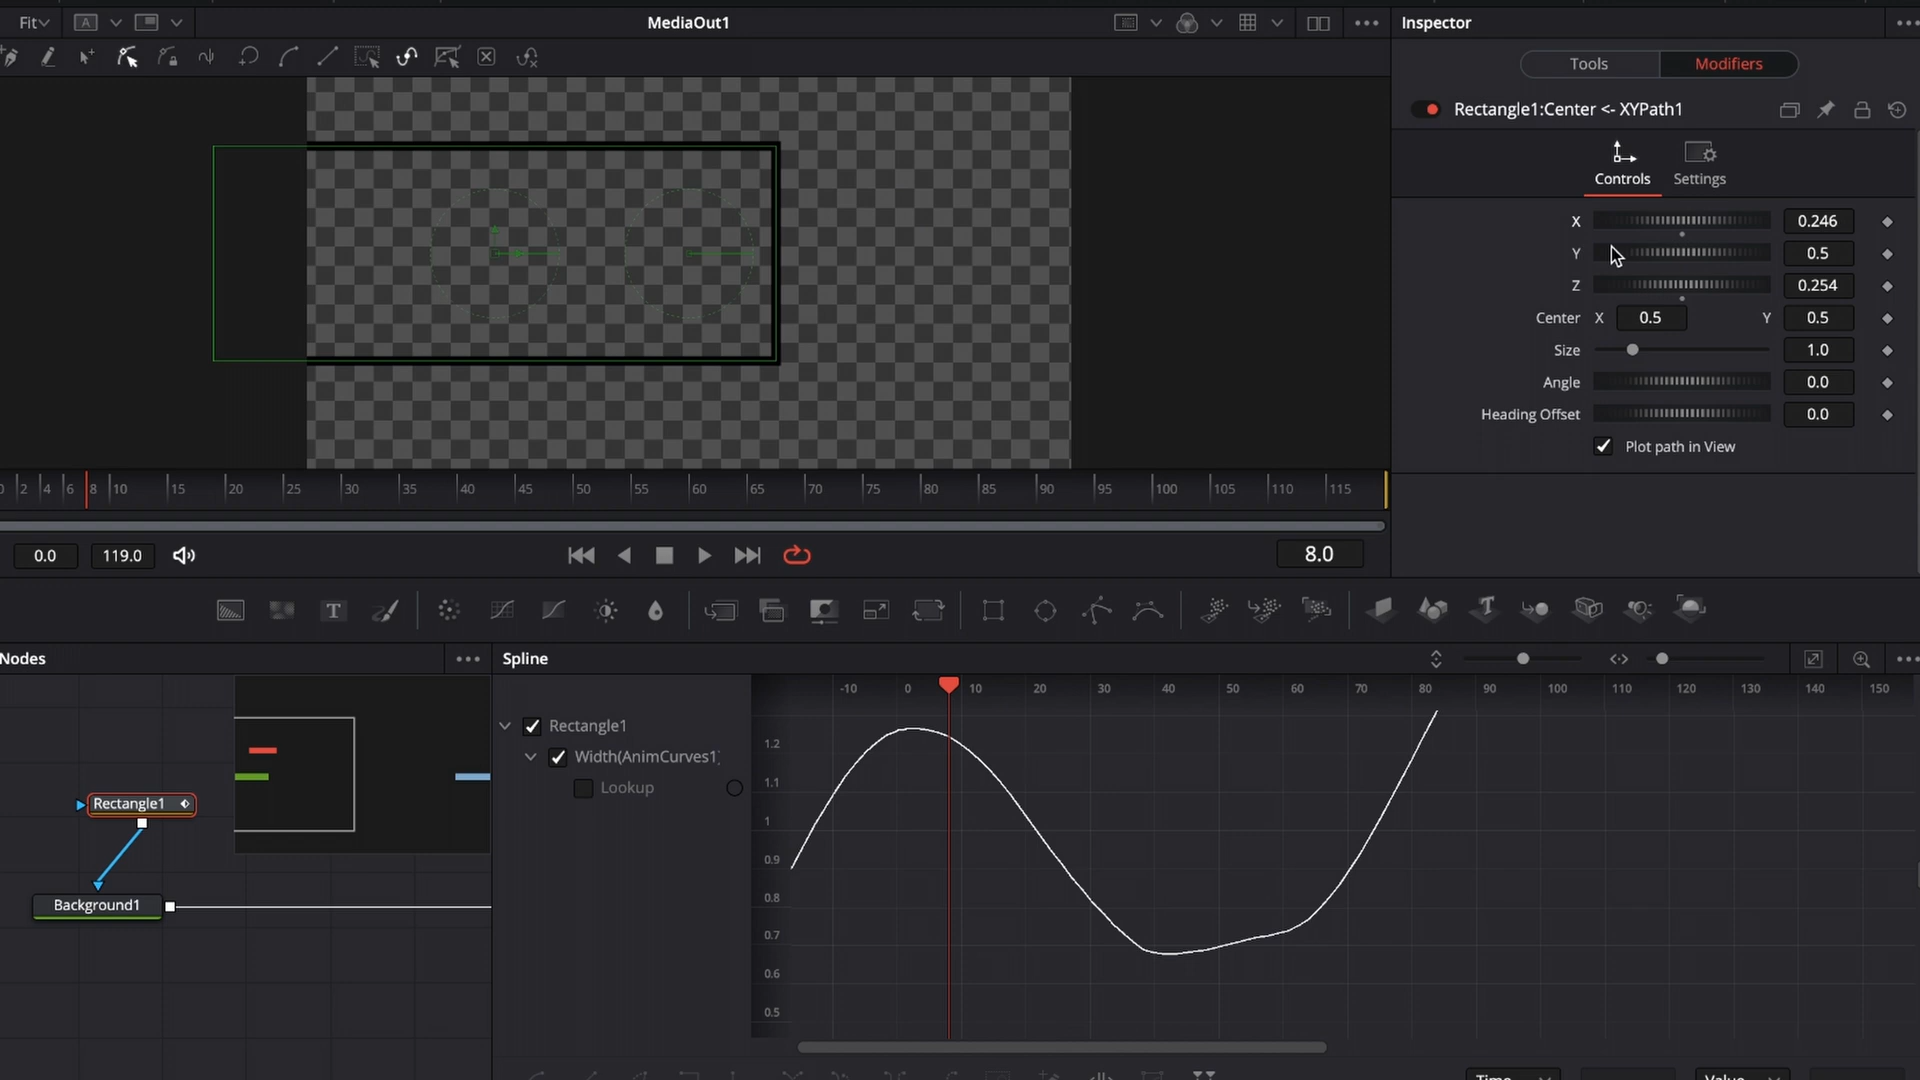 Fit
A
MediaOut1
Inspector
Tools
Modifiers
Rectangle1:Center <- XYPath1
Controls
Settings
X
0.246
Y
0.5
Z
0.254
Center
X
0.5
Y
0.5
Size
1.0
Angle
0.0
Heading Offset
0.0
Plot path in View
0
2
4
6
8
10
15
20
25
30
35
40
45
50
55
60
65
70
75
80
85
90
95
100
105
110
115
0.0
119.0
8.0
T
T
Nodes
Spline
Rectangle1
Background1
Rectangle1
Width(AnimCurves1)
Lookup
-10
0
10
20
30
40
50
60
70
80
90
100
110
120
130
140
150
1.2
1.1
1
0.9
0.8
0.7
0.6
0.5
Time
Value